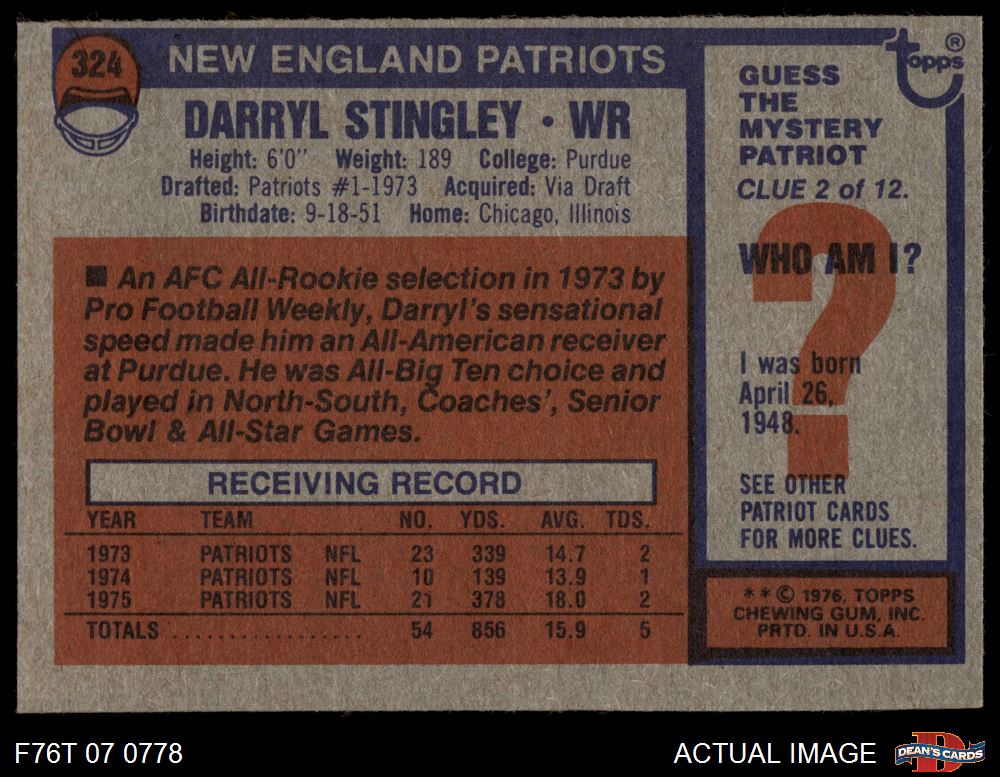 324
NEW ENGLAND PATRIOTS
DARRYL STINGLEY • WR
Height: 6'0" Weight: 189 College: Purdue
Drafted: Patriots #1-1973 Acquired: Via Draft
Birthdate: 9-18-51 Home: Chicago, Illinois
■ An AFC All-Rookie selection in 1973 by
Pro Football Weekly, Darryl's sensational
speed made him an All-American receiver
at Purdue. He was All-Big Ten choice and
played in North-South, Coaches', Senior
Bowl & All-Star Games.
RECEIVING RECORD
YEAR TEAM NO. YDS. AVG. TDS.
1973 PATRIOTS NFL 23 339 14.7 2
1974 PATRIOTS NFL 10 139 13.9 1
1975 PATRIOTS NFL 21 378 18.0 2
TOTALS .................. 54 856 15.9 5
topps ®
GUESS
THE
MYSTERY
PATRIOT
CLUE 2 of 12.
?
WHO AM I?
I was born
April 26,
1948.
SEE OTHER
PATRIOT CARDS
FOR MORE CLUES.
* * © 1976, TOPPS
CHEWING GUM, INC.
PRTD. IN U.S.A.
F76T 07 0778
ACTUAL IMAGE
D
DEAN'S CARDS